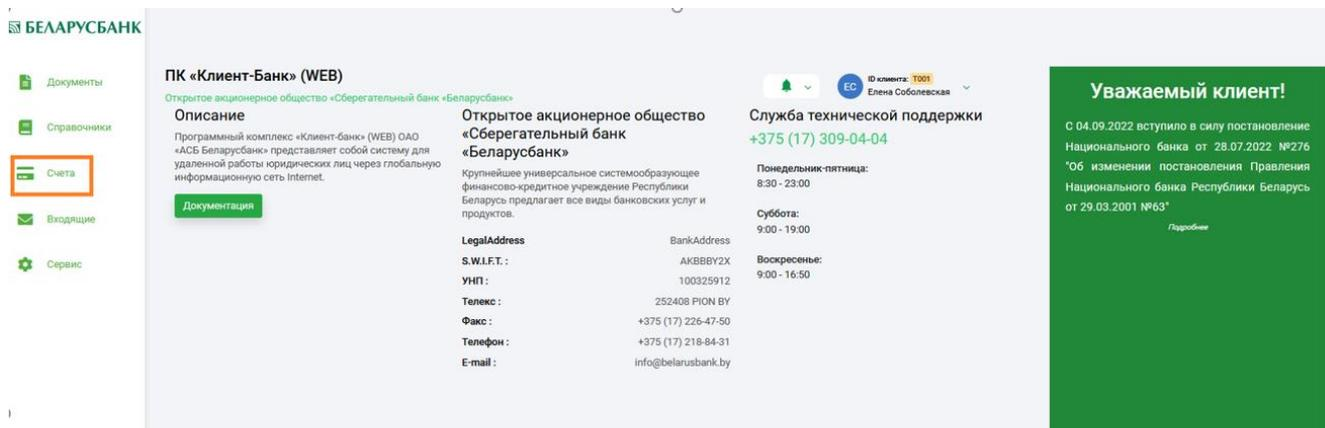 БЕЛАРУСБАНК
Документы
Справочники
Счета
Входящие
Сервис
ПК «Клиент-Банк» (WEB)
Открытое акционерное общество «Сберегательный банк «Беларусбанк»
ID клиента: T001
ЕС
Елена Соболевская
Описание
Программный комплекс «Клиент-банк» (WEB) ОАО
«АСБ Беларусбанк» представляет собой систему для
удаленной работы юридических лиц через глобальную
информационную сеть Internet.
Документация
Открытое акционерное общество
«Сберегательный банк
«Беларусбанк»
Крупнейшее универсальное системообразующее
финансово-кредитное учреждение Республики
Беларусь предлагает все виды банковских услуг и
продуктов.
LegalAddress BankAddress
S.W.I.F.T. : AKBBBY2X
УНП : 100325912
Телекс : 252408 PION BY
Факс : +375 (17) 226-47-50
Телефон : +375 (17) 218-84-31
E-mail : info@belarusbank.by
Служба технической поддержки
+375 (17) 309-04-04
Понедельник-пятница:
8:30 - 23:00
Суббота:
9:00 - 19:00
Воскресенье:
9:00 - 16:50
Уважаемый клиент!
С 04.09.2022 вступило в силу постановление
Национального банка от 28.07.2022 №276
"Об изменении постановления Правления
Национального банка Республики Беларусь
от 29.03.2001 №63"
Подробнее